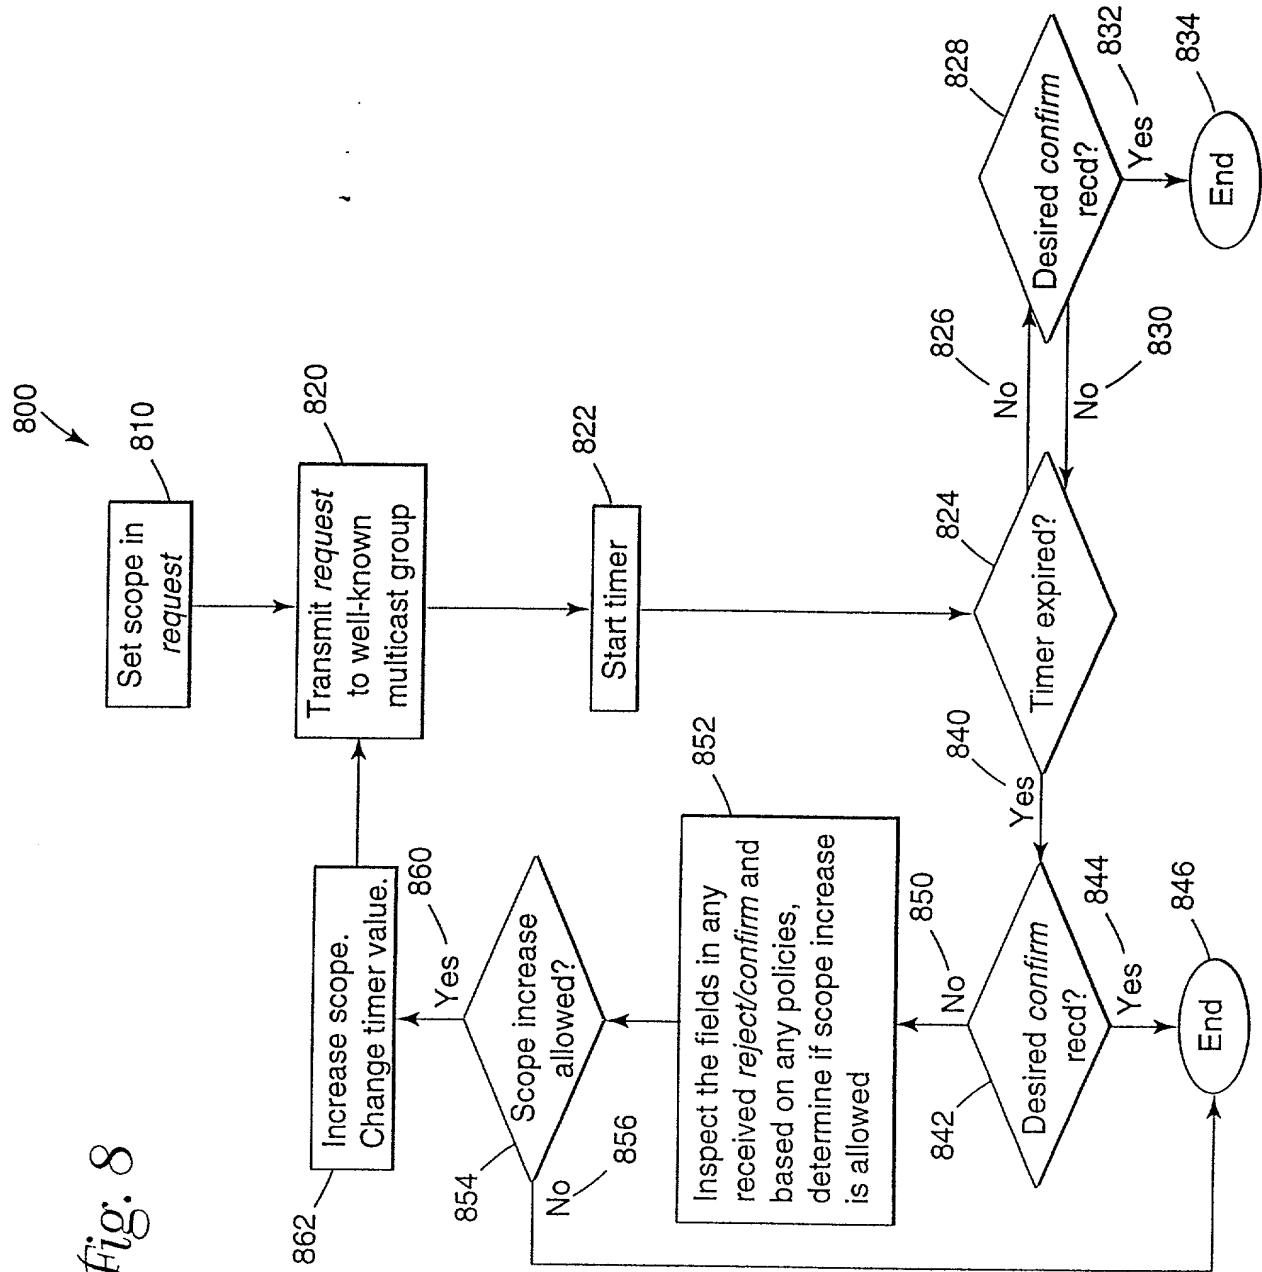 Fig. 8
800
810
Set scope in
request
820
Transmit request
to well-known
multicast group
822
Start timer
824
Timer expired?
826
No
828
Desired confirm
recd?
No
830
Yes
832
End
834
840
Yes
842
Desired confirm
recd?
844
Yes
846
End
850
No
852
Inspect the fields in any
received reject/confirm and
based on any policies,
determine if scope increase
is allowed
854
Scope increase
allowed?
No
856
Yes
860
862
Increase scope.
Change timer value.